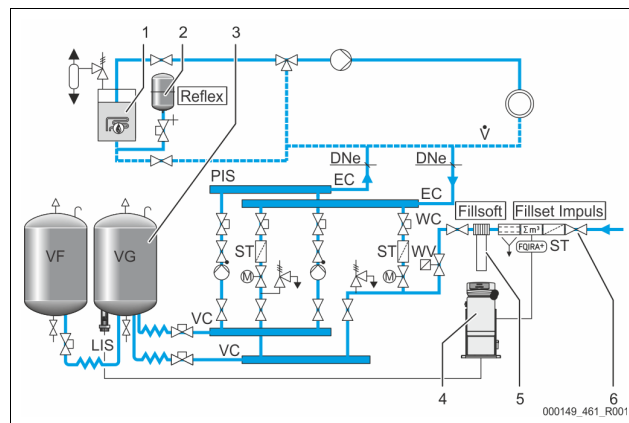 1 2 3
Reflex
V̇
DNe DNe
PIS EC
EC
WC Fillsoft Fillset Impuls
Σm³
FQIRA+ ST
VF VG ST ST WV
M M
VC
LIS VC
4 5 6
000149_461_R001